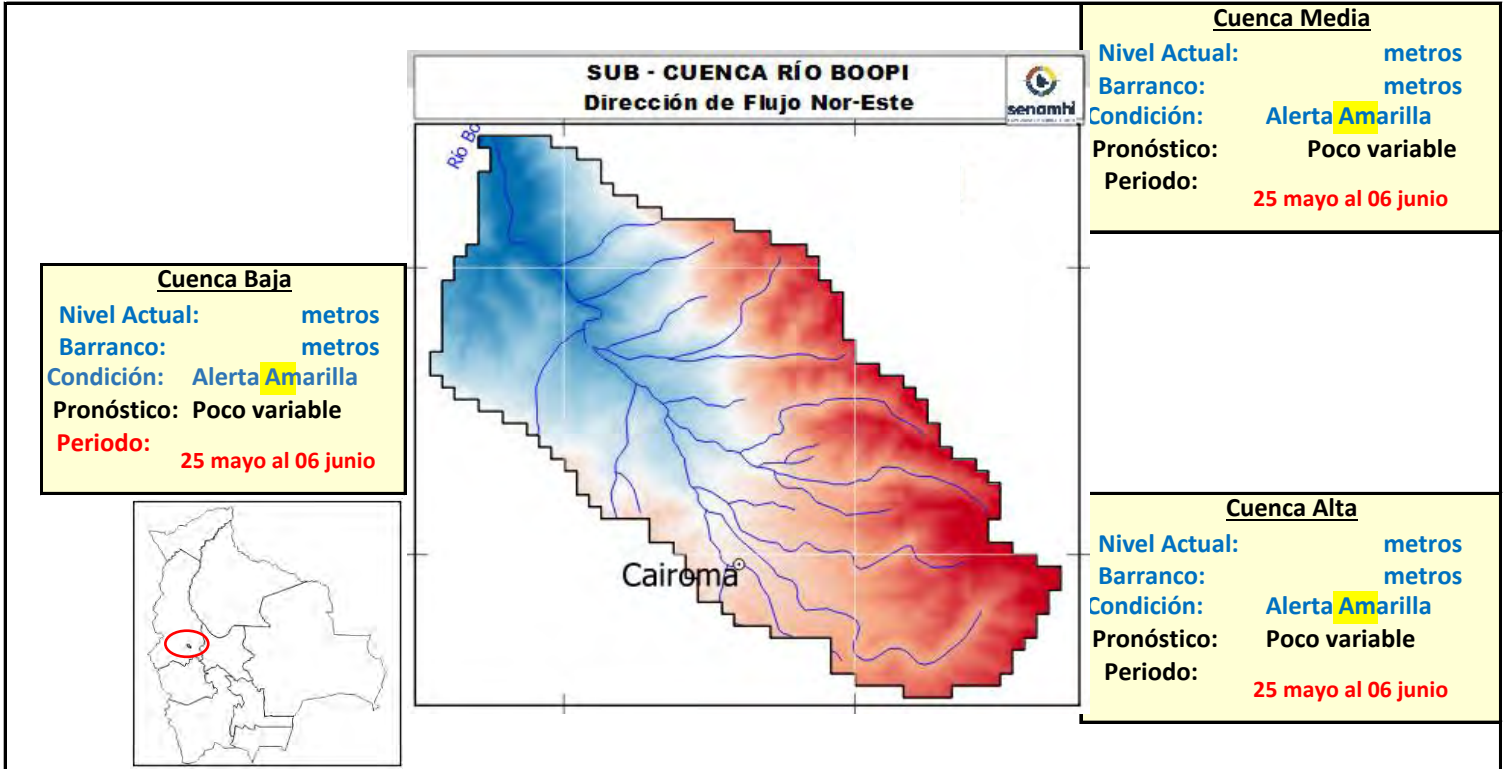 SUB - CUENCA RÍO BOOPI
Dirección de Flujo Nor-Este
senamhi
Río Bo
Cairoma
Cuenca Media
Nivel Actual: metros
Barranco: metros
Condición: Alerta Amarilla
Pronóstico: Poco variable
Periodo:
25 mayo al 06 junio
Cuenca Baja
Nivel Actual: metros
Barranco: metros
Condición: Alerta Amarilla
Pronóstico: Poco variable
Periodo:
25 mayo al 06 junio
Cuenca Alta
Nivel Actual: metros
Barranco: metros
Condición: Alerta Amarilla
Pronóstico: Poco variable
Periodo:
25 mayo al 06 junio